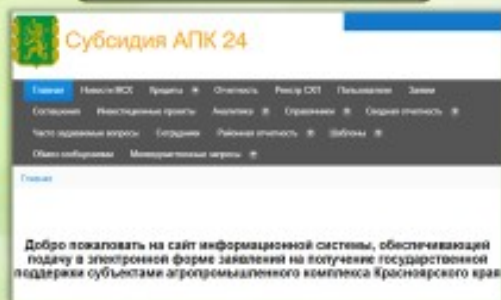 Субсидия АПК 24
Главная Новости МСХ Кредиты Отчетность Реестр СХП Пользователи Заявки
Соглашения Инвестиционные проекты Аналитика Справочники Сводная отчетность
Часто задаваемые вопросы Сотрудники Районная отчетность Шаблоны
Обмен сообщениями Межведомственные запросы
Главная
Добро пожаловать на сайт информационной системы, обеспечивающей
подачу в электронной форме заявлений на получение государственной
поддержки субъектами агропромышленного комплекса Красноярского края